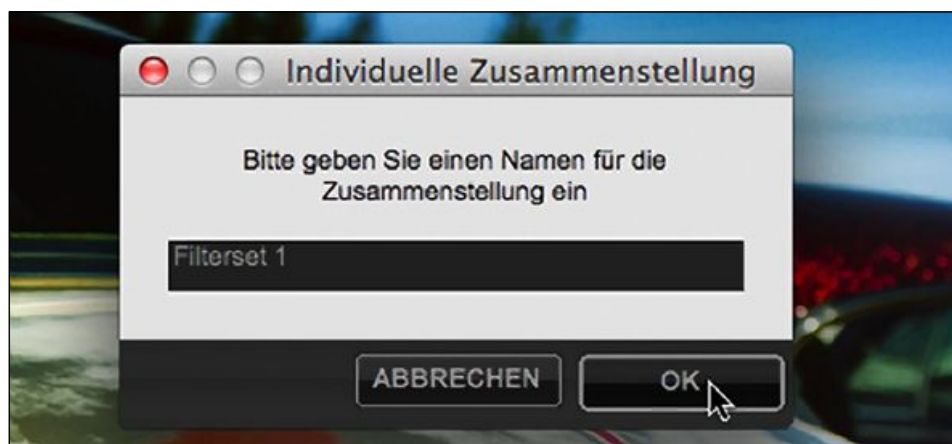 Individuelle Zusammenstellung
Bitte geben Sie einen Namen für die
Zusammenstellung ein
Filterset 1
ABBRECHEN
OK